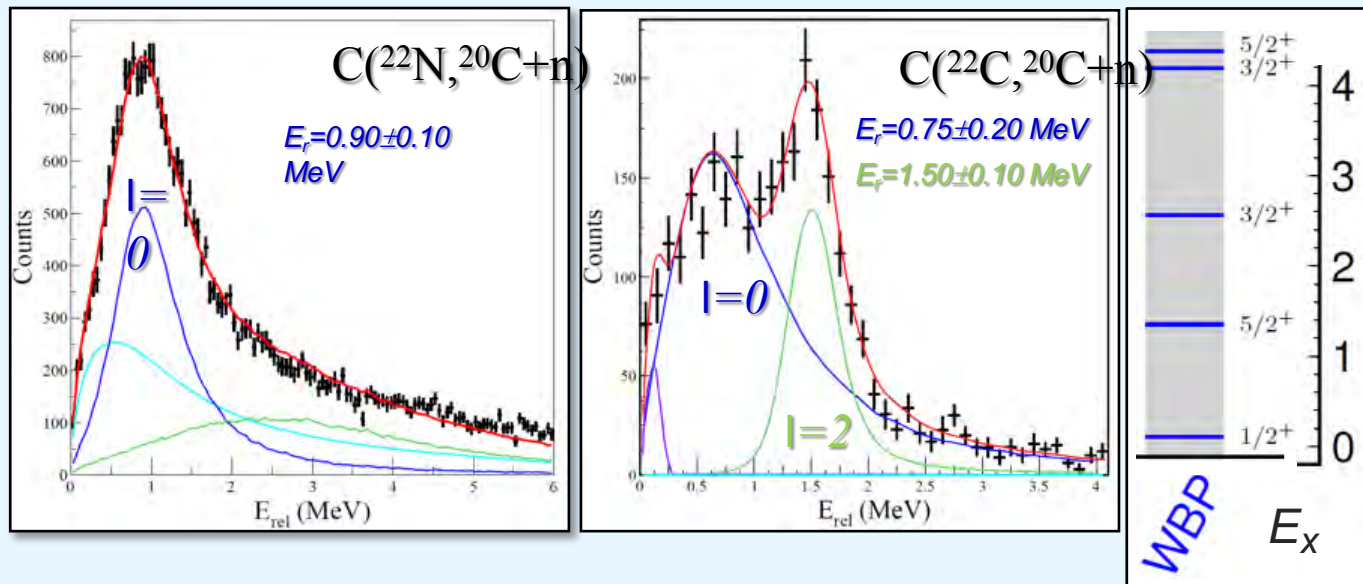 C(²²N,²⁰C+n)
E_r=0.90±0.10
MeV
l=
0
Counts
800
700
600
500
400
300
200
100
0
0 1 2 3 4 5 6
E_rel (MeV)
C(²²C,²⁰C+n)
E_r=0.75±0.20 MeV
E_r=1.50±0.10 MeV
l=0
l=2
Counts
200
150
100
50
0
0 0.5 1 1.5 2 2.5 3 3.5 4
E_rel (MeV)
5/2⁺
3/2⁺
3/2⁺
5/2⁺
1/2⁺
4
3
2
1
0
WBP
E_x